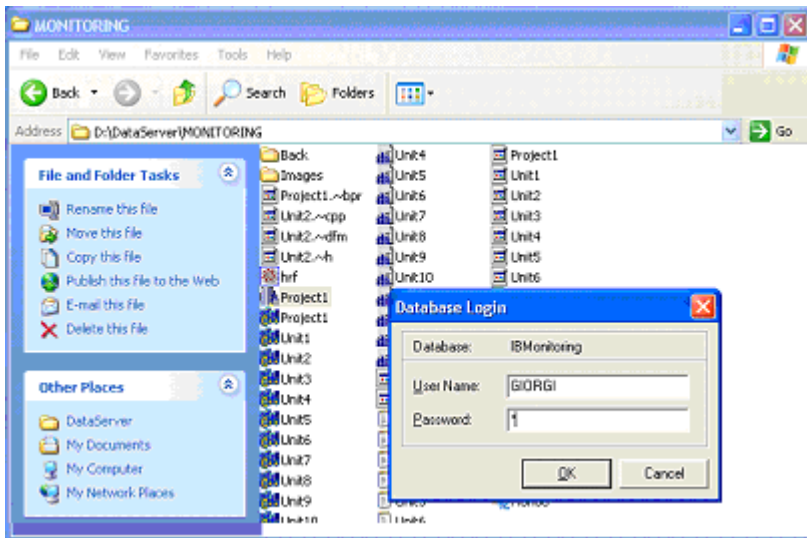 MONITORING
File Edit View Favorites Tools Help
Back Search Folders
Address D:\DataServer\MONITORING Go
File and Folder Tasks
Rename this file
Move this file
Copy this file
Publish this file to the Web
E-mail this file
Delete this file
Other Places
DataServer
My Documents
My Computer
My Network Places
Back
Images
Project1.~bpr
Unit2.~cpp
Unit2.~dfm
Unit2.~h
hrf
Project1
Project1
Unit1
Unit2
Unit3
Unit4
Unit5
Unit6
Unit7
Unit8
Unit9
Unit10
Unit4
Unit5
Unit6
Unit7
Unit8
Unit9
Unit10
Project1
Unit1
Unit2
Unit3
Unit4
Unit5
Unit6
Database Login
Database: IBMonitoring
User Name: GIORGI
Password:
OK Cancel